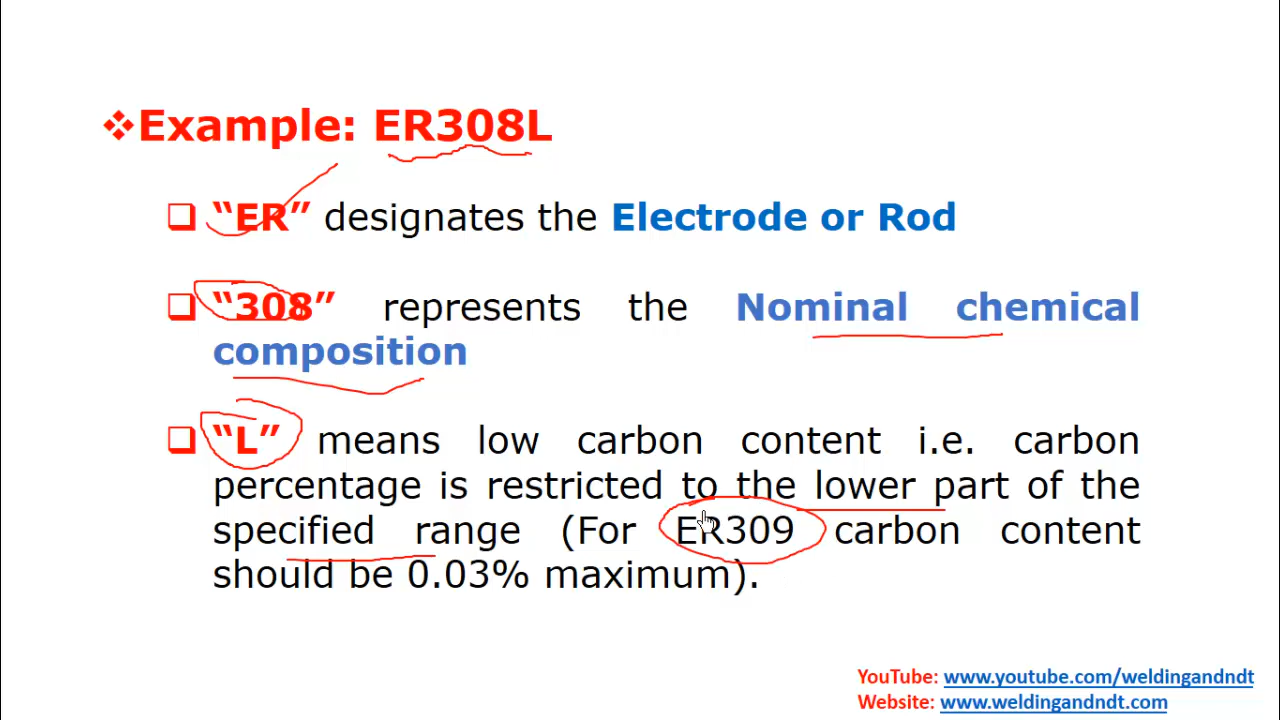 ❖Example: ER308L
❑ “ER” designates the Electrode or Rod
❑ “308” represents the Nominal chemical
composition
❑ “L” means low carbon content i.e. carbon
percentage is restricted to the lower part of the
specified range (For ER309 carbon content
should be 0.03% maximum).
YouTube: www.youtube.com/weldingandndt
Website: www.weldingandndt.com